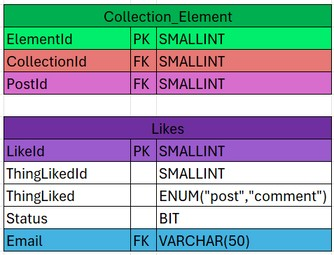 Collection_Element
ElementId PK SMALLINT
CollectionId FK SMALLINT
PostId FK SMALLINT
Likes
LikeId PK SMALLINT
ThingLikedId SMALLINT
ThingLiked ENUM("post","comment")
Status BIT
Email FK VARCHAR(50)